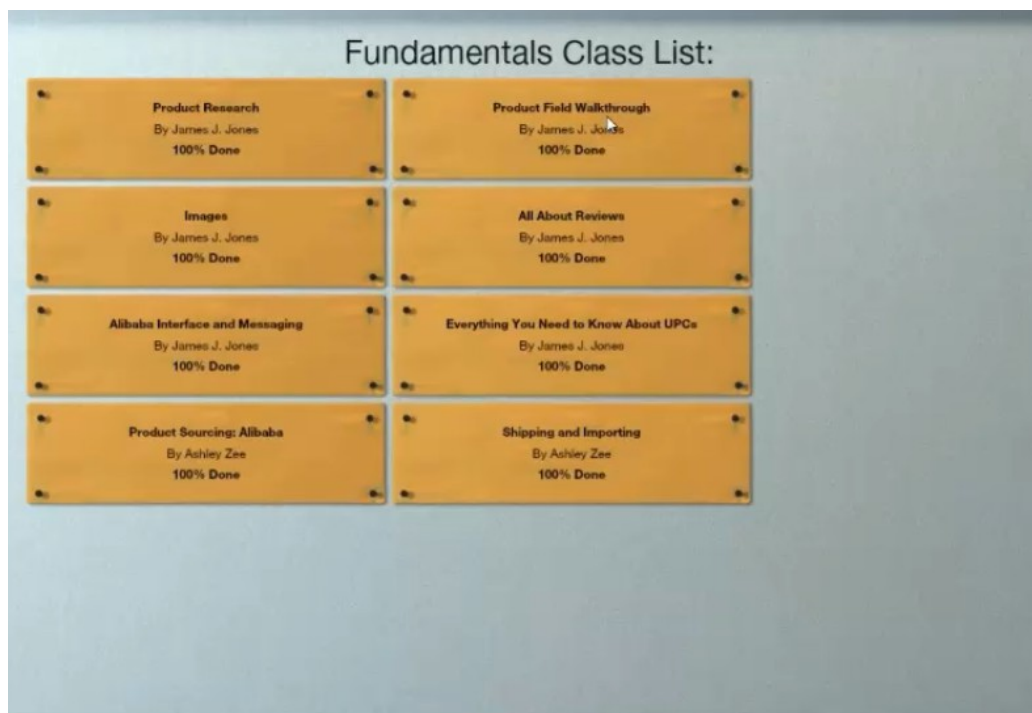 Fundamentals Class List:
Product Research
By James J. Jones
100% Done
Product Field Walkthrough
By James J. Jones
100% Done
Images
By James J. Jones
100% Done
All About Reviews
By James J. Jones
100% Done
Alibaba Interface and Messaging
By James J. Jones
100% Done
Everything You Need to Know About UPCs
By James J. Jones
100% Done
Product Sourcing: Alibaba
By Ashley Zee
100% Done
Shipping and Importing
By Ashley Zee
100% Done